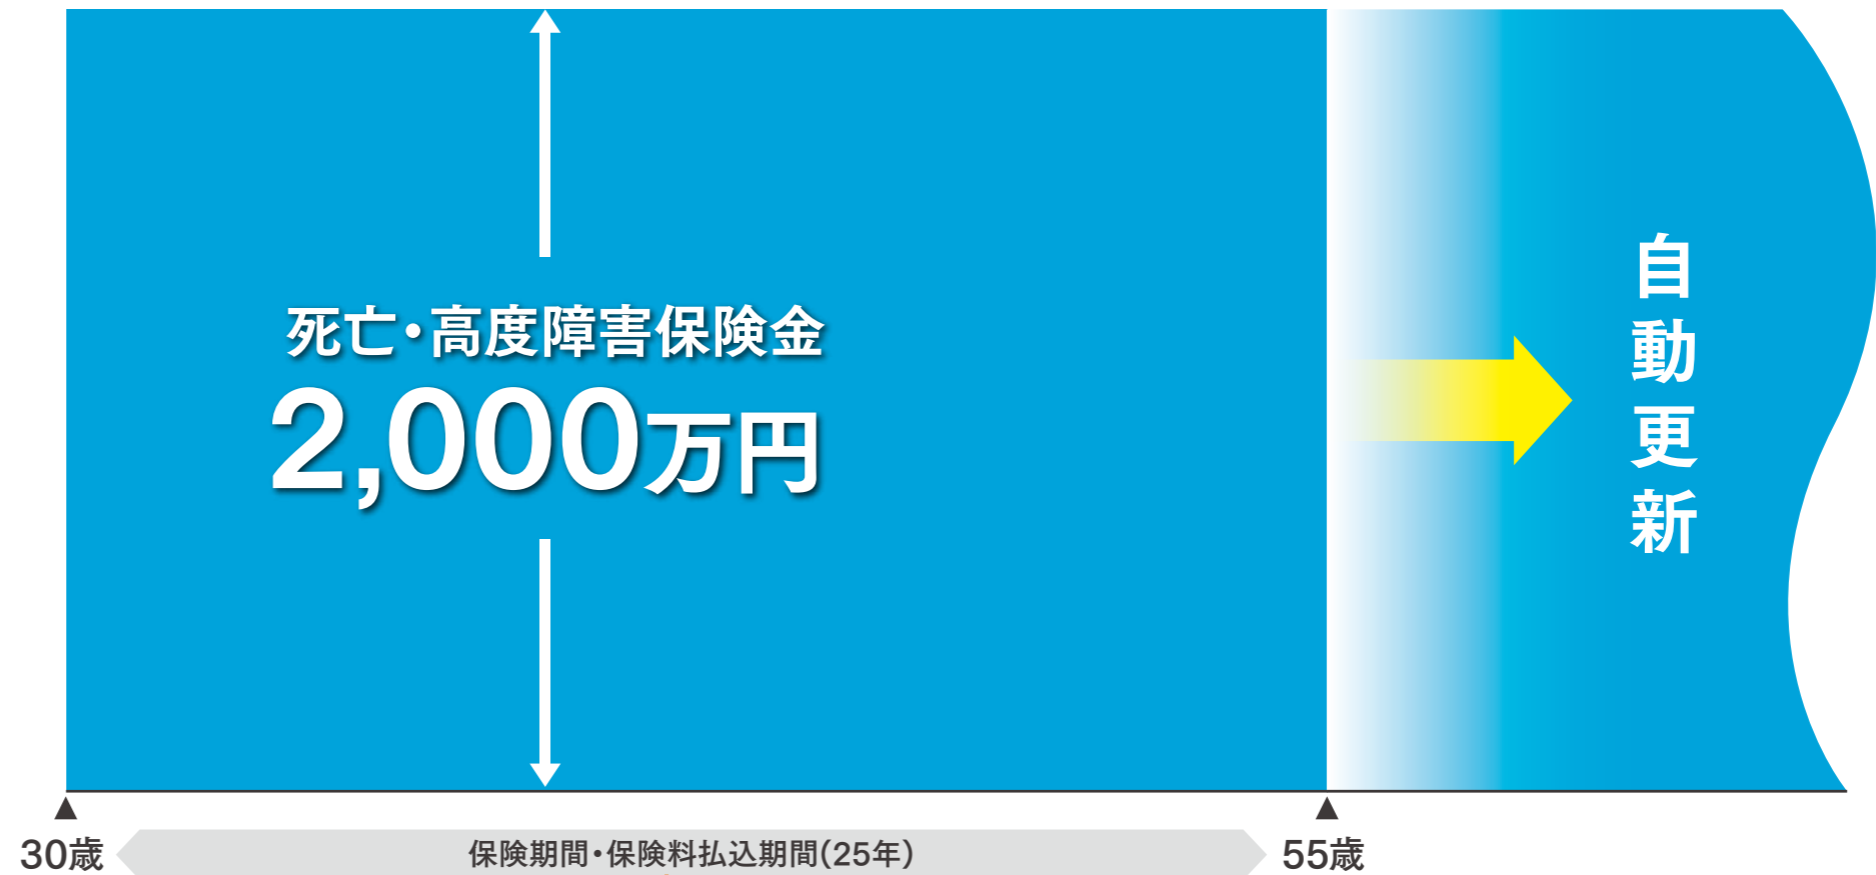 死亡・高度障害保険金
2,000万円
自動更新
30歳
保険期間・保険料払込期間(25年)
55歳